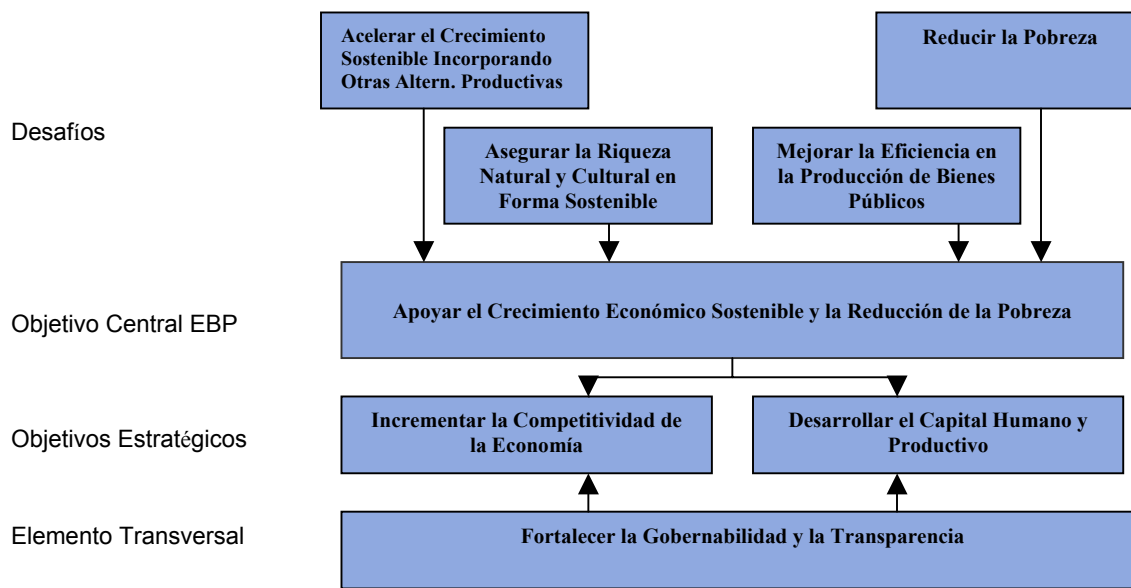 Acelerar el Crecimiento
Sostenible Incorporando
Otras Altern. Productivas
Reducir la Pobreza
Desafíos
Asegurar la Riqueza
Natural y Cultural en
Forma Sostenible
Mejorar la Eficiencia en
la Producción de Bienes
Públicos
Objetivo Central EBP
Apoyar el Crecimiento Económico Sostenible y la Reducción de la Pobreza
Objetivos Estratégicos
Incrementar la Competitividad de
la Economía
Desarrollar el Capital Humano y
Productivo
Elemento Transversal
Fortalecer la Gobernabilidad y la Transparencia